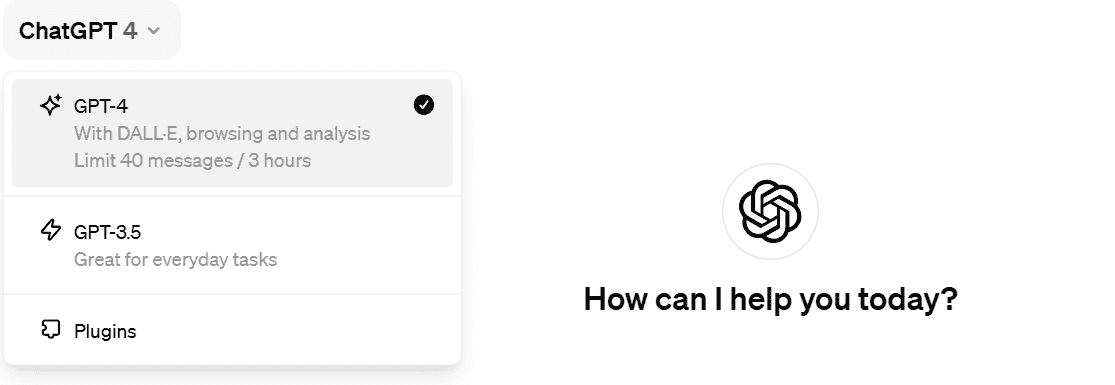 ChatGPT 4
GPT-4
With DALL·E, browsing and analysis
Limit 40 messages / 3 hours
GPT-3.5
Great for everyday tasks
Plugins
How can I help you today?